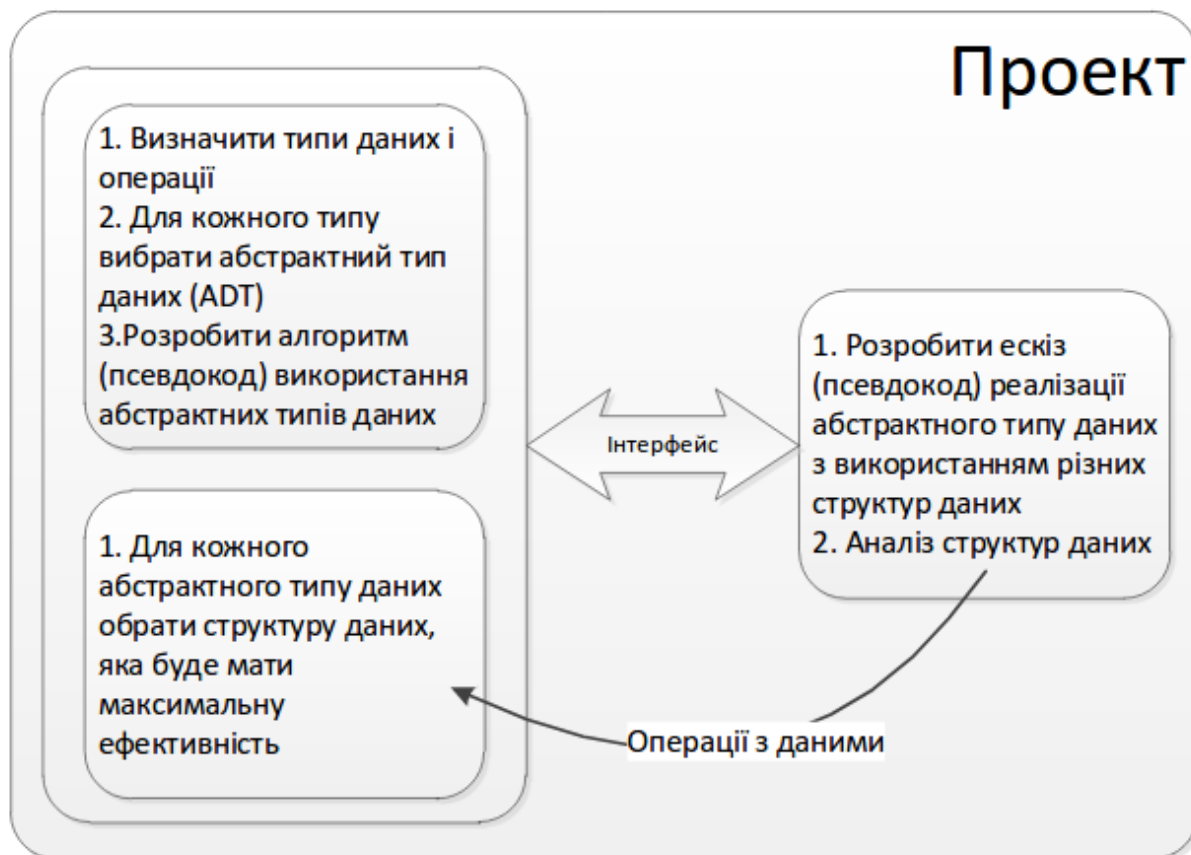 Проект
1. Визначити типи даних і
операції
2. Для кожного типу
вибрати абстрактний тип
даних (ADT)
3.Розробити алгоритм
(псевдокод) використання
абстрактних типів даних
Інтерфейс
1. Розробити ескіз
(псевдокод) реалізації
абстрактного типу даних
з використанням різних
структур даних
2. Аналіз структур даних
1. Для кожного
абстрактного типу даних
обрати структуру даних,
яка буде мати
максимальну
ефективність
Операції з даними